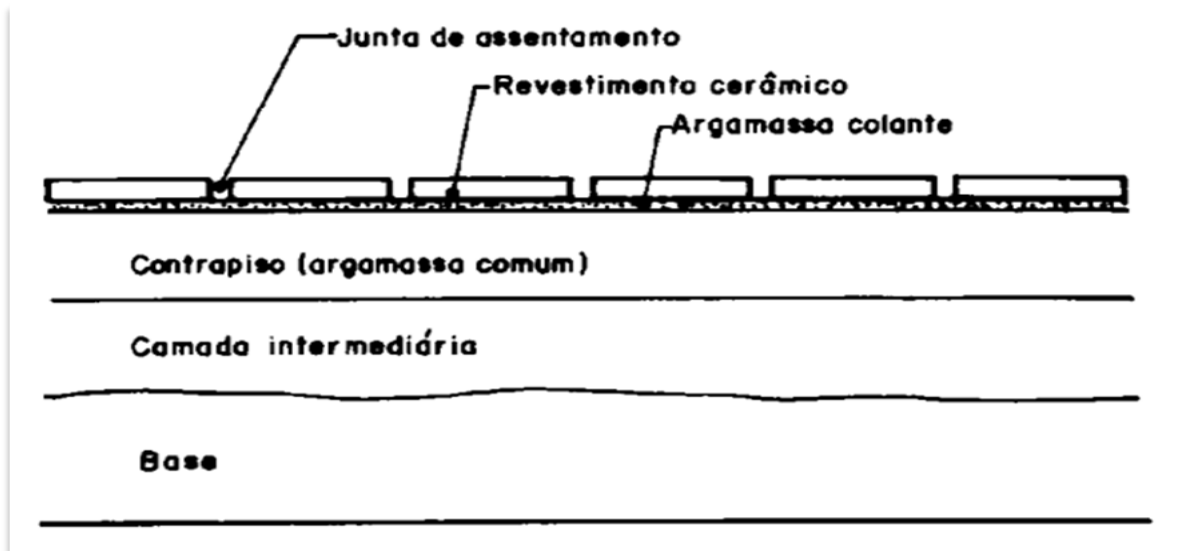 Junta de assentamento
Revestimento cerâmico
Argamassa colante
Contrapiso (argamassa comum)
Camada intermediária
Base